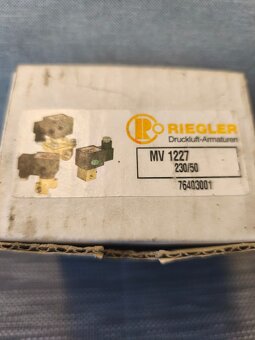 RIEGLER
Druckluft-Armaturen
MV 1227
230/50
76403001